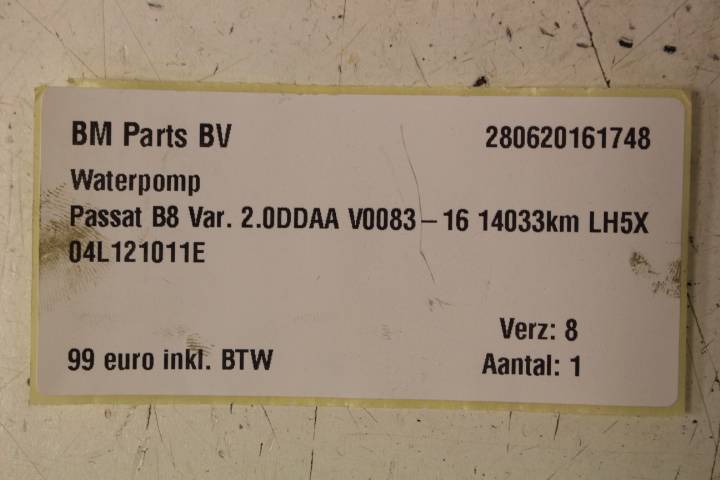 BM Parts BV 280620161748
Waterpomp
Passat B8 Var. 2.0DDAA V0083-16 14033km LH5X
04L121011E
Verz: 8
99 euro inkl. BTW Aantal: 1